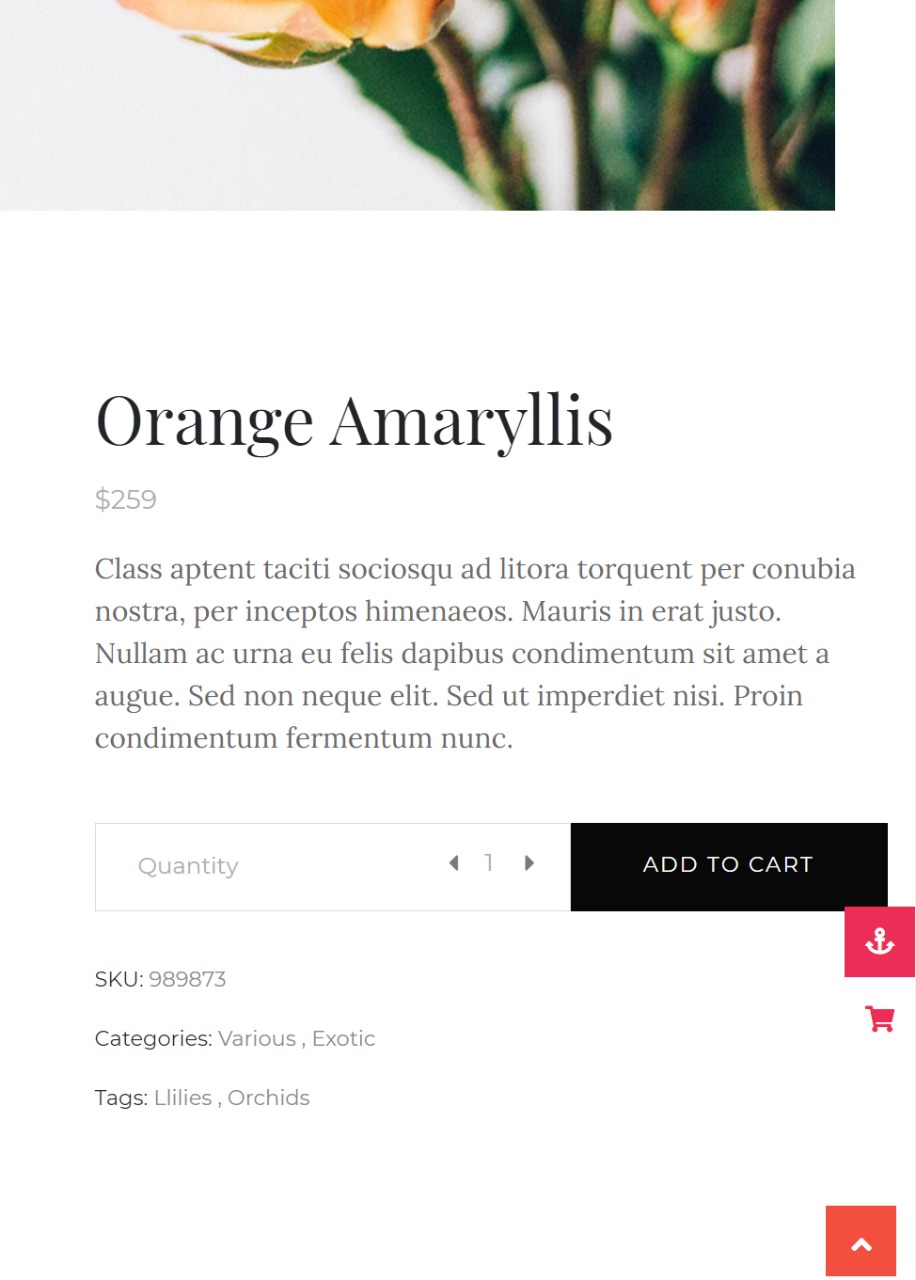 Orange Amaryllis
$259
Class aptent taciti sociosqu ad litora torquent per conubia
nostra, per inceptos himenaeos. Mauris in erat justo.
Nullam ac urna eu felis dapibus condimentum sit amet a
augue. Sed non neque elit. Sed ut imperdiet nisi. Proin
condimentum fermentum nunc.
Quantity 1 ADD TO CART
SKU: 989873
Categories: Various , Exotic
Tags: Llilies , Orchids